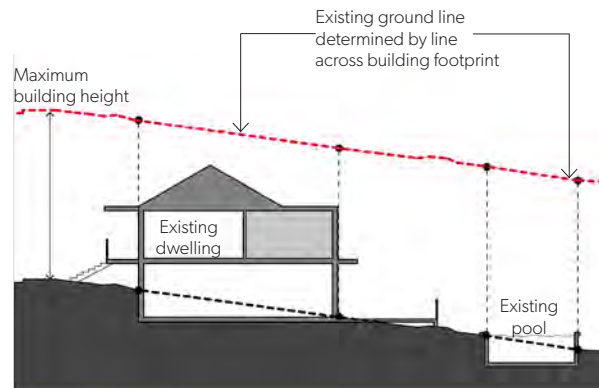 Existing ground line
determined by line
across building footprint
Maximum
building height
Existing
dwelling
Existing
pool